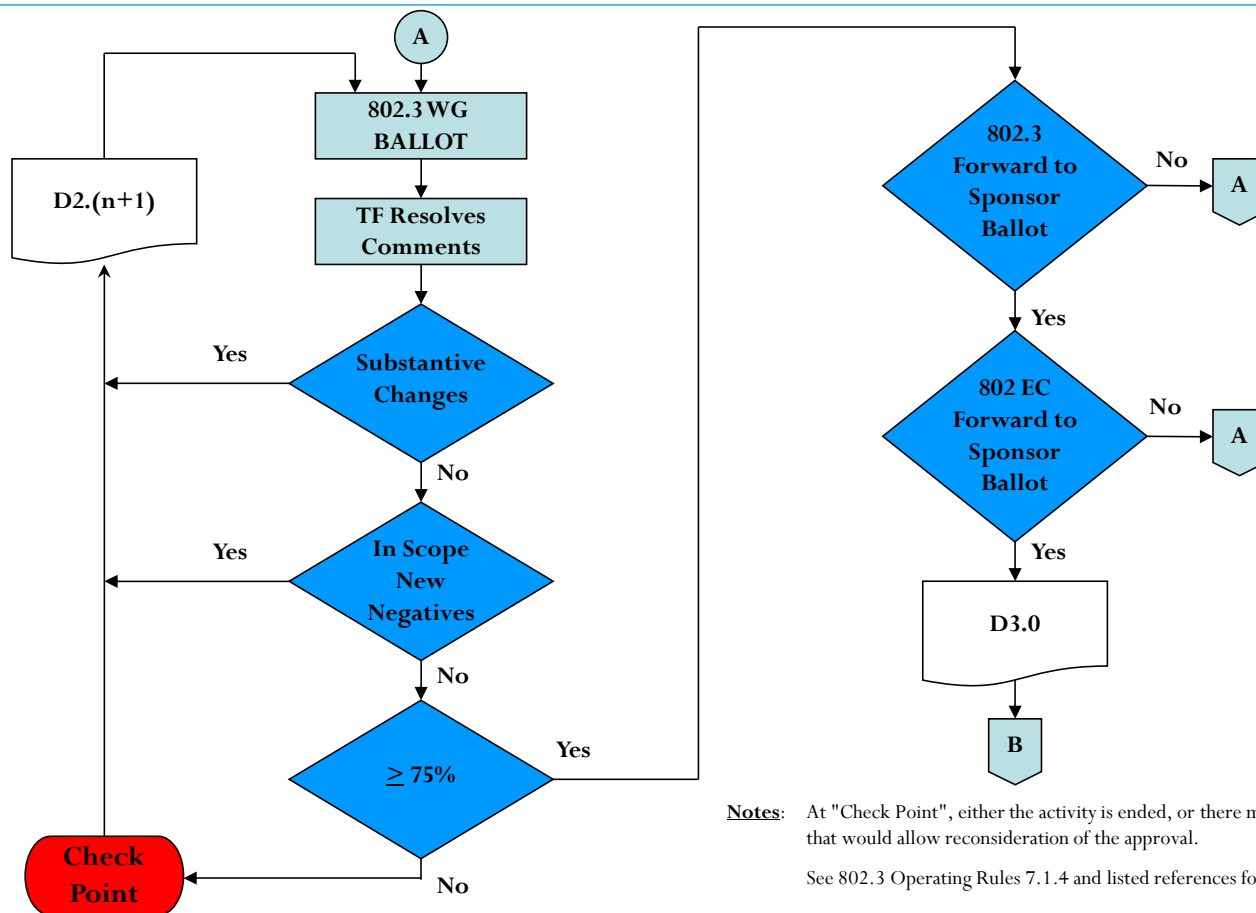 A
802.3 WG
BALLOT
D2.(n+1)
TF Resolves
Comments
Yes
Substantive
Changes
No
Yes
In Scope
New
Negatives
No
≥ 75%
Yes
Check
Point
No
802.3
Forward to
Sponsor
Ballot
No
A
Yes
802 EC
Forward to
Sponsor
Ballot
No
A
Yes
D3.0
B
Notes: At "Check Point", either the activity is ended, or there
that would allow reconsideration of the approval.
See 802.3 Operating Rules 7.1.4 and listed references